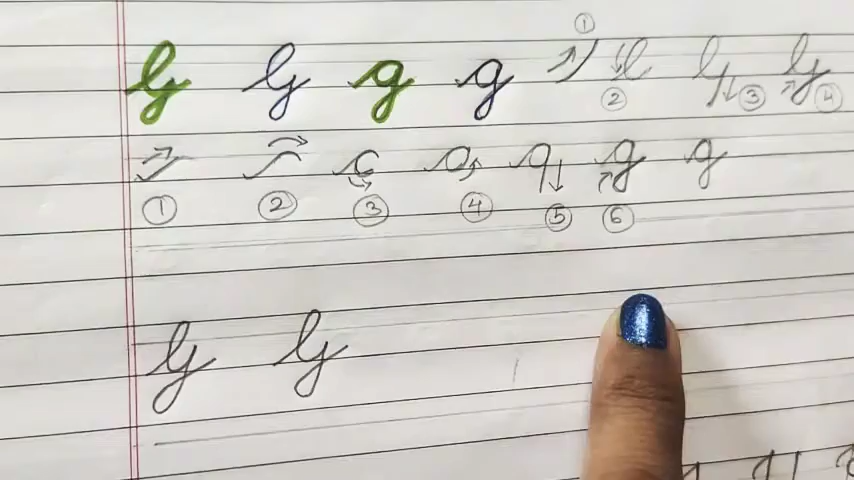 G G g g ① ② ③ ④
① ② ③ ④ ⑤ ⑥ g
G G